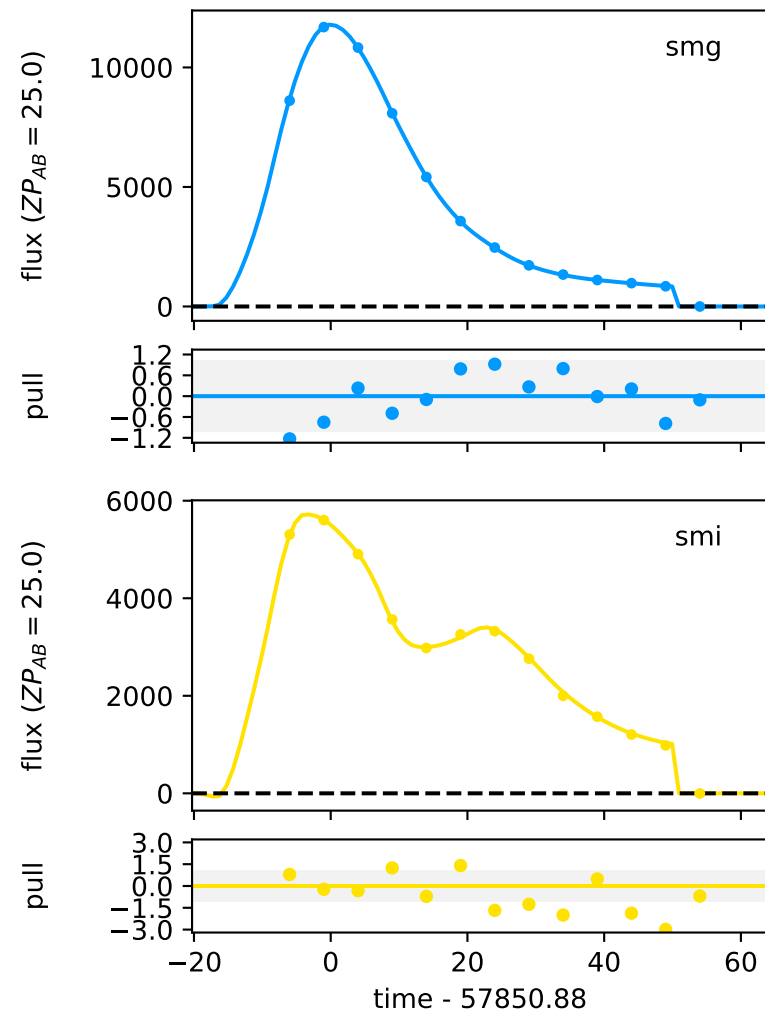 smg
flux (ZP_AB = 25.0)
10000
5000
0
pull
1.2
0.6
0.0
−0.6
−1.2
smi
flux (ZP_AB = 25.0)
6000
4000
2000
0
pull
3.0
1.5
0.0
−1.5
−3.0
−20 0 20 40 60
time - 57850.88